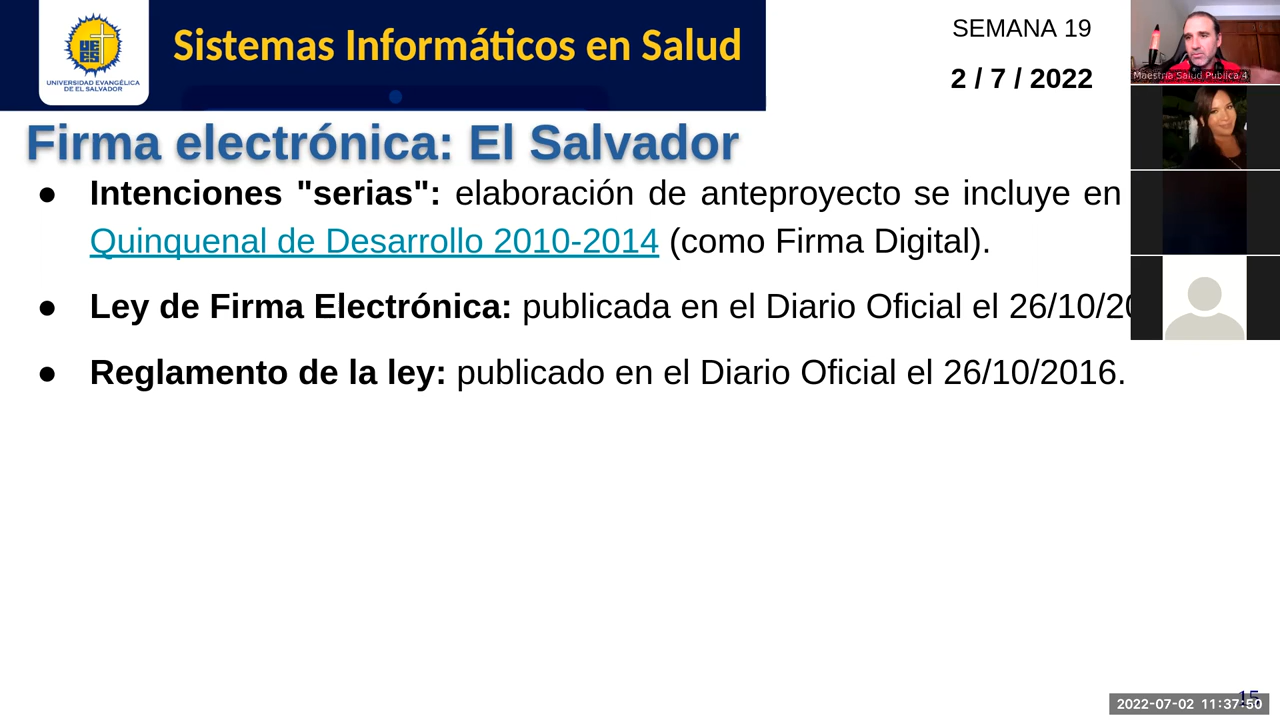 UNIVERSIDAD EVANGÉLICA
DE EL SALVADOR
Sistemas Informáticos en Salud
SEMANA 19
2 / 7 / 2022
Maestria Salud Publica 4
Firma electrónica: El Salvador
● Intenciones "serias": elaboración de anteproyecto se incluye en
Quinquenal de Desarrollo 2010-2014 (como Firma Digital).
● Ley de Firma Electrónica: publicada en el Diario Oficial el 26/10/20
● Reglamento de la ley: publicado en el Diario Oficial el 26/10/2016.
15
2022-07-02 11:37:50